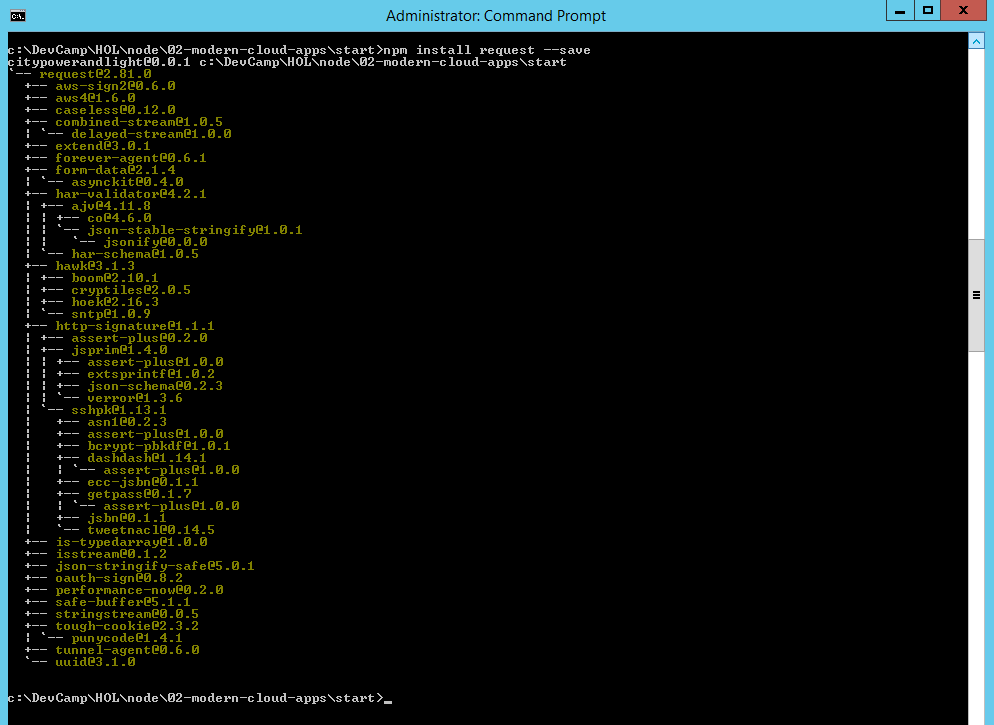 Administrator: Command Prompt
c:\DevCamp\HOL\node\02-modern-cloud-apps\start>npm install request --save
citypowerandlight@0.0.1 c:\DevCamp\HOL\node\02-modern-cloud-apps\start
`-- request@2.81.0
  +-- aws-sign2@0.6.0
  +-- aws4@1.6.0
  +-- caseless@0.12.0
  +-- combined-stream@1.0.5
  | `-- delayed-stream@1.0.0
  +-- extend@3.0.1
  +-- forever-agent@0.6.1
  +-- form-data@2.1.4
  | `-- asynckit@0.4.0
  +-- har-validator@4.2.1
  | +-- ajv@4.11.8
  | | +-- co@4.6.0
  | | `-- json-stable-stringify@1.0.1
  | |   `-- jsonify@0.0.0
  | `-- har-schema@1.0.5
  +-- hawk@3.1.3
  | +-- boom@2.10.1
  | +-- cryptiles@2.0.5
  | +-- hoek@2.16.3
  | `-- sntp@1.0.9
  +-- http-signature@1.1.1
  | +-- assert-plus@0.2.0
  | +-- jsprim@1.4.0
  | | +-- assert-plus@1.0.0
  | | +-- extsprintf@1.0.2
  | | +-- json-schema@0.2.3
  | | `-- verror@1.3.6
  | `-- sshpk@1.13.1
  |   +-- asn1@0.2.3
  |   +-- assert-plus@1.0.0
  |   +-- bcrypt-pbkdf@1.0.1
  |   +-- dashdash@1.14.1
  |   | `-- assert-plus@1.0.0
  |   +-- ecc-jsbn@0.1.1
  |   +-- getpass@0.1.7
  |   | `-- assert-plus@1.0.0
  |   +-- jsbn@0.1.1
  |   `-- tweetnacl@0.14.5
  +-- is-typedarray@1.0.0
  +-- isstream@0.1.2
  +-- json-stringify-safe@5.0.1
  +-- oauth-sign@0.8.2
  +-- performance-now@0.2.0
  +-- safe-buffer@5.1.1
  +-- stringstream@0.0.5
  +-- tough-cookie@2.3.2
  | `-- punycode@1.4.1
  +-- tunnel-agent@0.6.0
  `-- uuid@3.1.0
c:\DevCamp\HOL\node\02-modern-cloud-apps\start>_